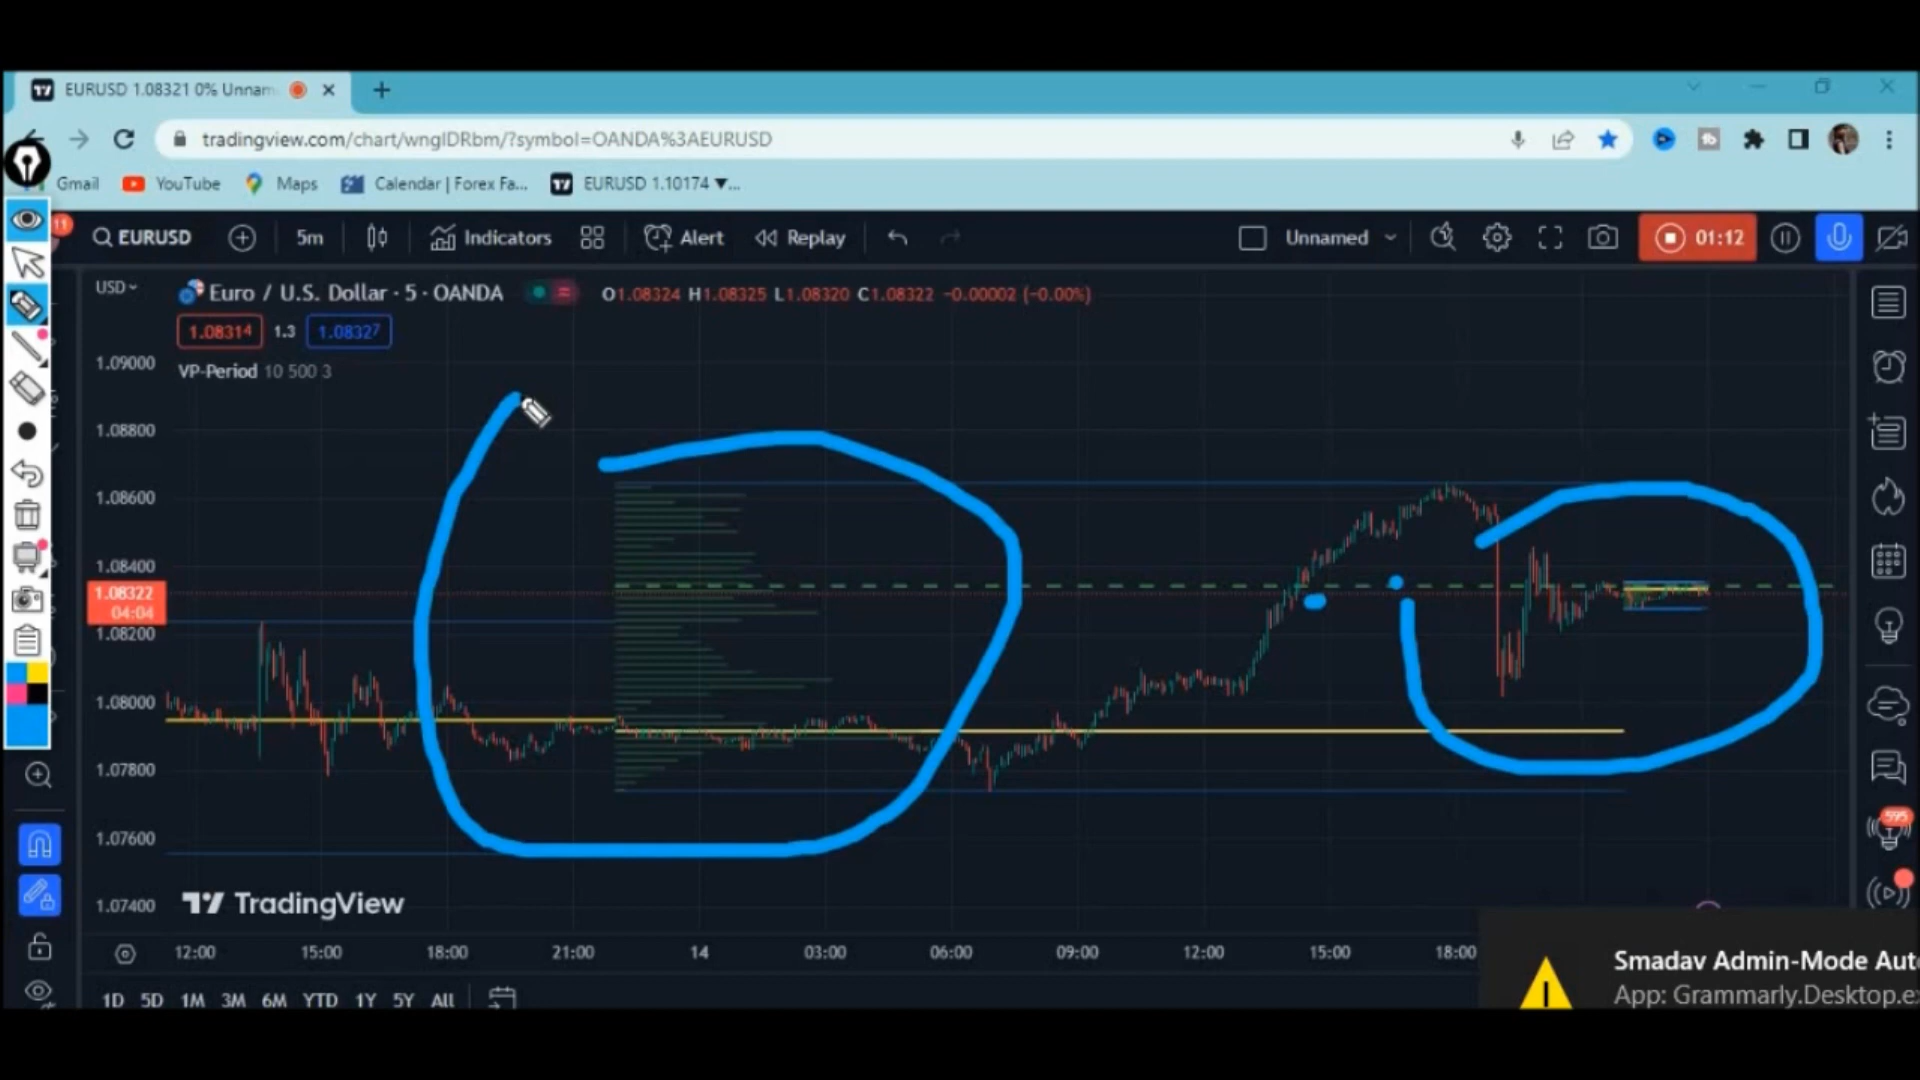 EURUSD 1.08321 0% Unnam
tradingview.com/chart/wnglDRbm/?symbol=OANDA%3AEURUSD
Gmail YouTube Maps Calendar | Forex Fa... EURUSD 1.10174 ▼...
11 EURUSD 5m Indicators Alert Replay Unnamed 01:12
USD Euro / U.S. Dollar · 5 · OANDA O1.08324 H1.08325 L1.08320 C1.08322 −0.00002 (−0.00%)
1.08314 1.3 1.08327
VP-Period 10 500 3
1.09000
1.08800
1.08600
1.08400
1.08322
04:04
1.08200
1.08000
1.07800
1.07600
595
1.07400
TradingView
12:00 15:00 18:00 21:00 14 03:00 06:00 09:00 12:00 15:00 18:00
1D 5D 1M 3M 6M YTD 1Y 5Y All
Smadav Admin-Mode Aut
App: Grammarly.Desktop.e